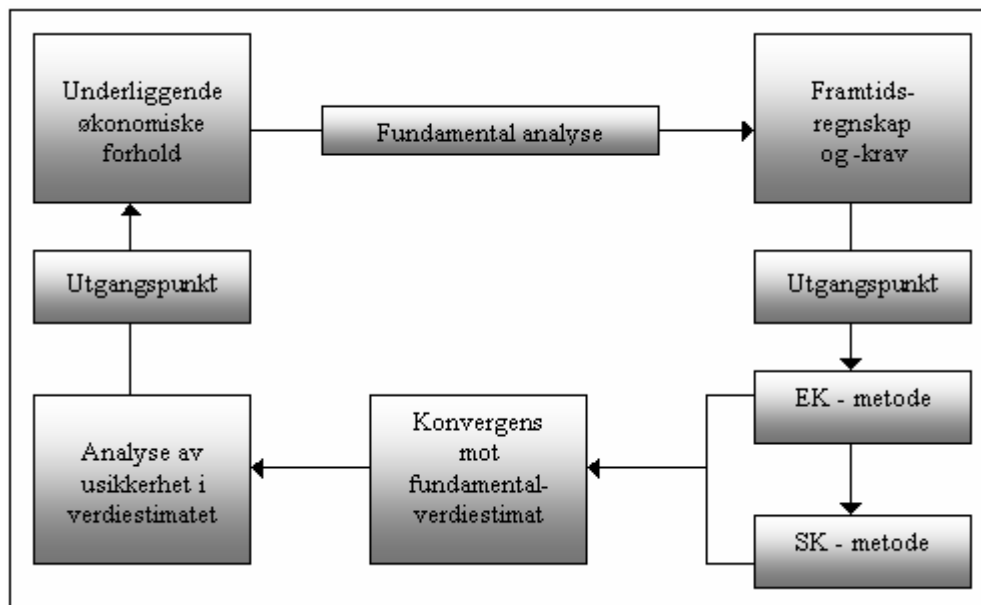 Underliggende
økonomiske
forhold
Fundamental analyse
Framtids-
regnskap
og -krav
Utgangspunkt
Utgangspunkt
EK - metode
SK - metode
Konvergens
mot
fundamental-
verdiestimat
Analyse av
usikkerhet i
verdiestimatet